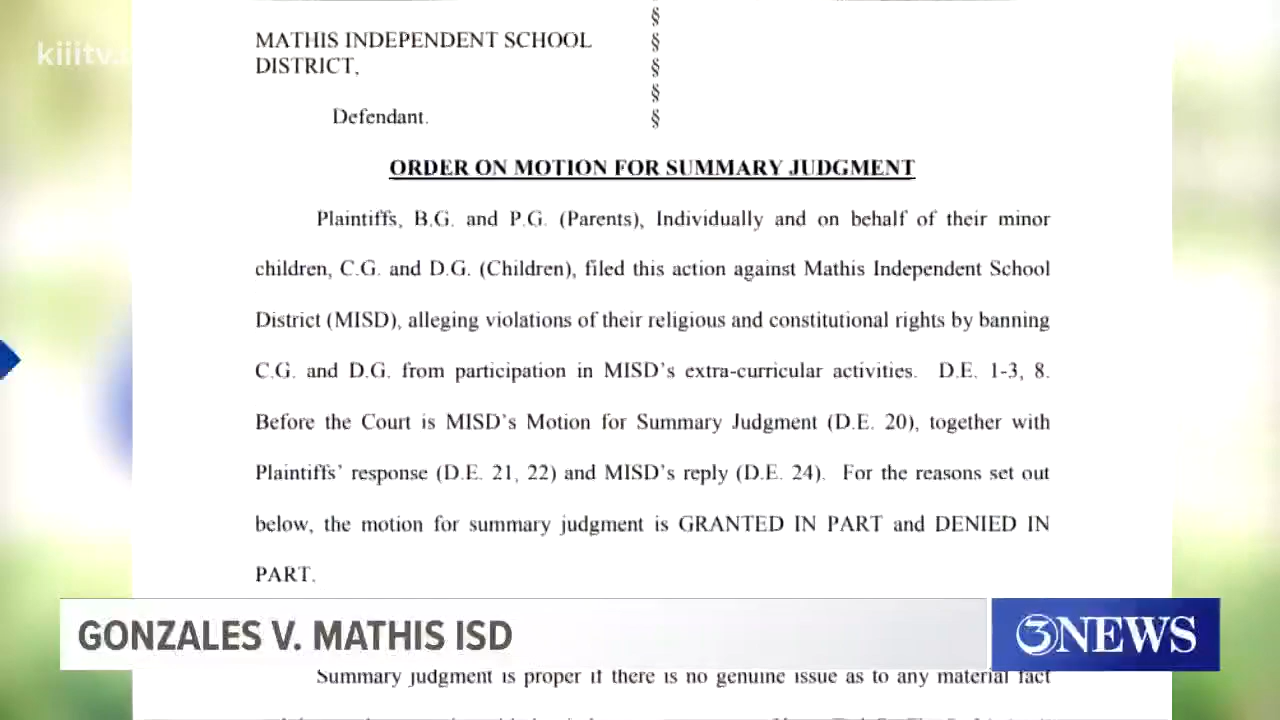 kiiitv.
§
MATHIS INDEPENDENT SCHOOL §
DISTRICT, §
§
Defendant. §
ORDER ON MOTION FOR SUMMARY JUDGMENT
Plaintiffs, B.G. and P.G. (Parents), Individually and on behalf of their minor
children, C.G. and D.G. (Children), filed this action against Mathis Independent School
District (MISD), alleging violations of their religious and constitutional rights by banning
C.G. and D.G. from participation in MISD's extra-curricular activities. D.E. 1-3, 8.
Before the Court is MISD's Motion for Summary Judgment (D.E. 20), together with
Plaintiffs' response (D.E. 21, 22) and MISD's reply (D.E. 24). For the reasons set out
below, the motion for summary judgment is GRANTED IN PART and DENIED IN
PART.
GONZALES V. MATHIS ISD
3NEWS
Summary judgment is proper if there is no genuine issue as to any material fact